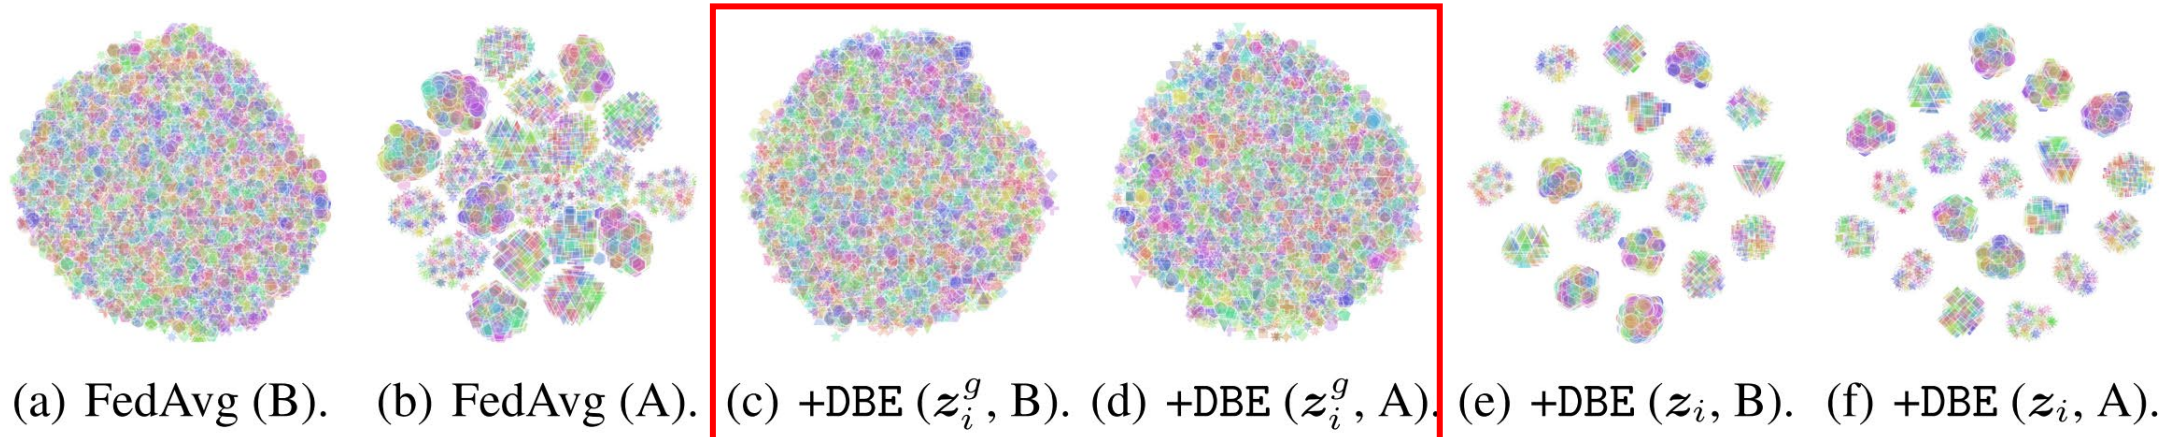 (a) FedAvg (B). (b) FedAvg (A). (c) +DBE (z_i^g, B). (d) +DBE (z_i^g, A). (e) +DBE (z_i, B). (f) +DBE (z_i, A).